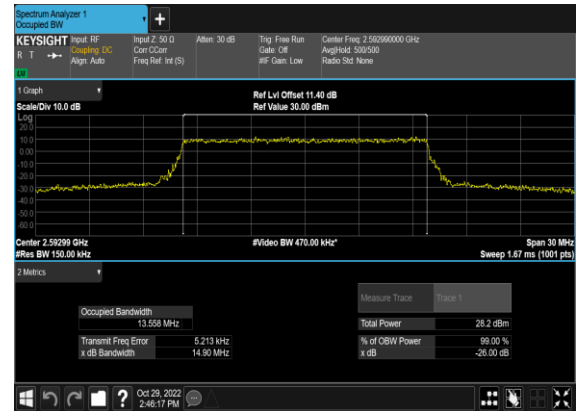 Spectrum Analyzer 1
Occupied BW
KEYSIGHT
Input: RF
Coupling: DC
Align: Auto
Input Z: 50 Ω
Corr CCorr
Freq Ref: Int (S)
Atten: 30 dB
Trig: Free Run
Gate: Off
#IF Gain: Low
Center Freq: 2.592990000 GHz
Avg|Hold: 500/500
Radio Std: None
R T
LXI
1 Graph
Scale/Div 10.0 dB
Ref Lvl Offset 11.40 dB
Ref Value 30.00 dBm
Log
20.0
10.0
0.00
-10.0
-20.0
-30.0
-40.0
-50.0
-60.0
Center 2.59299 GHz
#Res BW 150.00 kHz
#Video BW 470.00 kHz*
Span 30 MHz
Sweep 1.67 ms (1001 pts)
2 Metrics
Measure Trace
Trace 1
Occupied Bandwidth
13.558 MHz
Total Power
28.2 dBm
Transmit Freq Error
5.213 kHz
% of OBW Power
99.00 %
x dB Bandwidth
14.90 MHz
x dB
-26.00 dB
?
Oct 29, 2022
2:46:17 PM